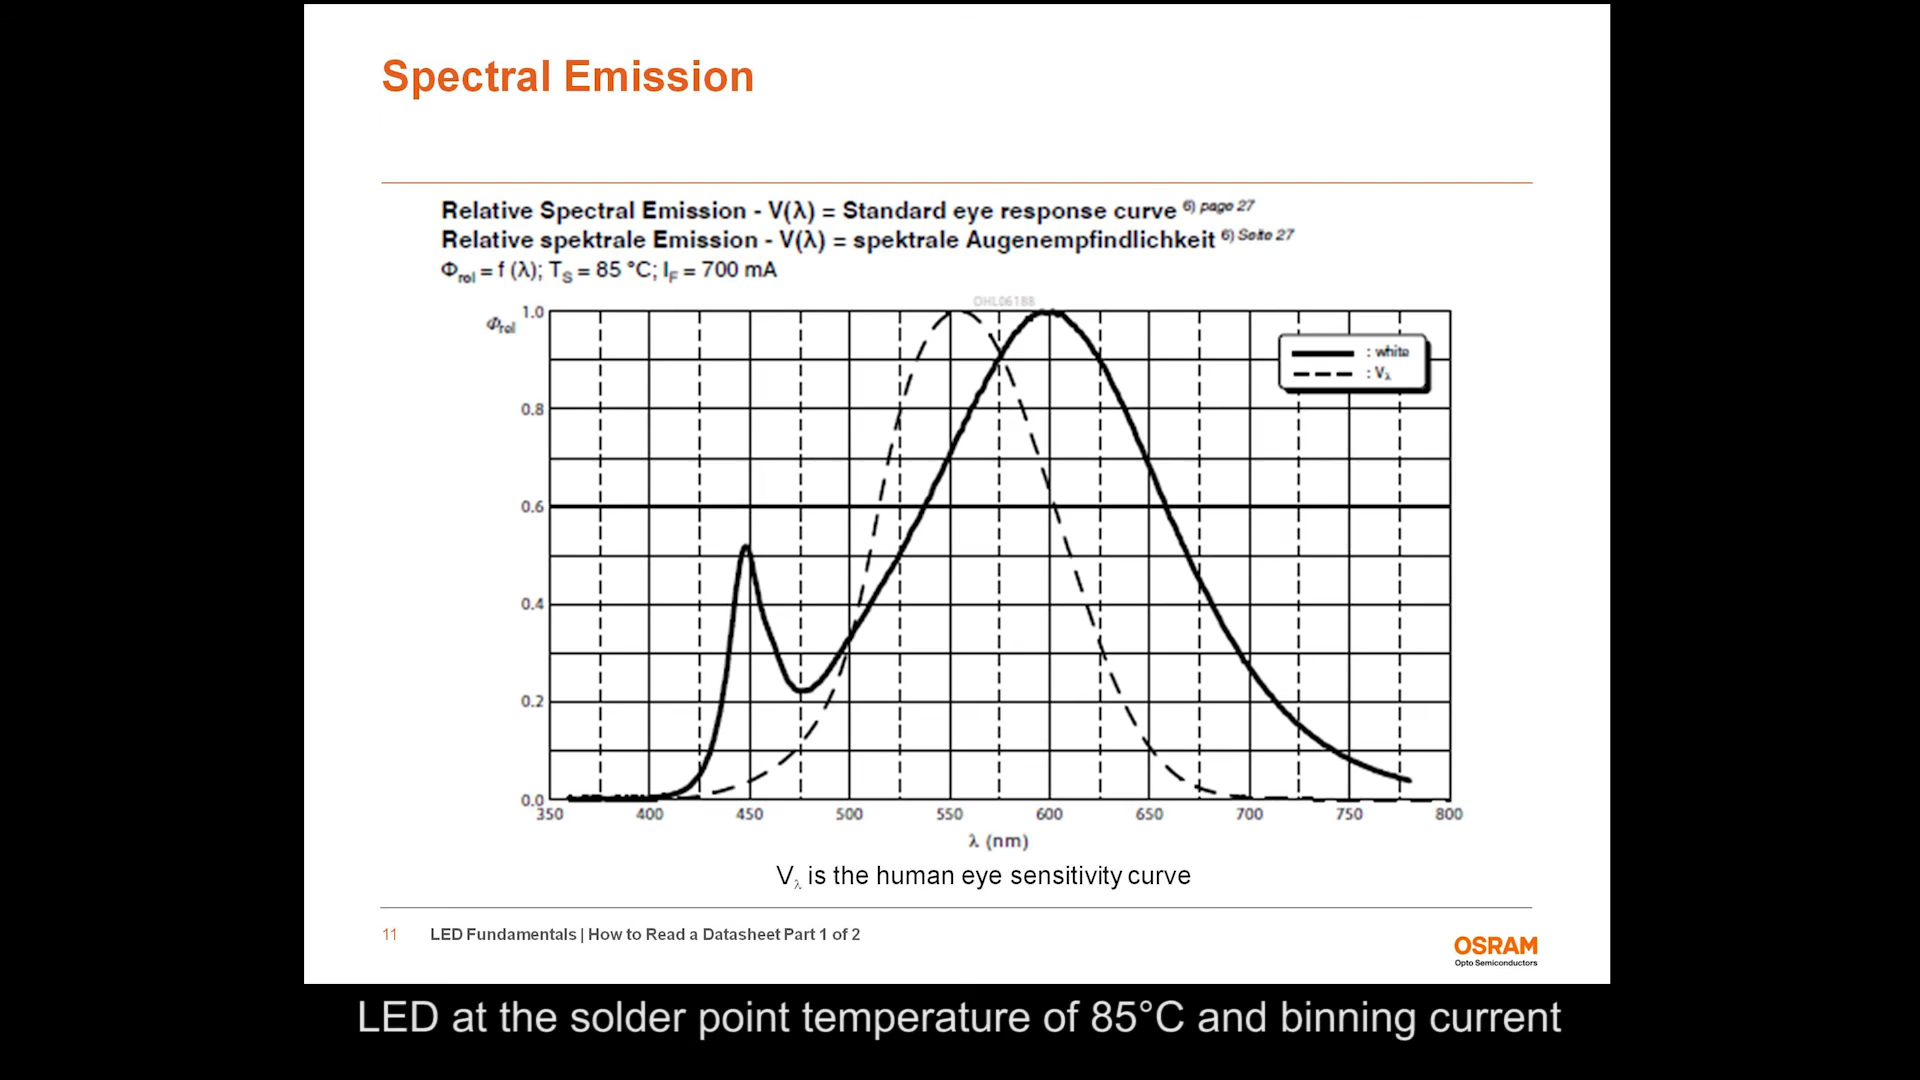 Spectral Emission
Relative Spectral Emission - V(λ) = Standard eye response curve 6) page 27
Relative spektrale Emission - V(λ) = spektrale Augenempfindlichkeit 6) Seite 27
Φrel = f (λ); TS = 85 °C; IF = 700 mA
OHL06188
Φrel
1.0
0.8
0.6
0.4
0.2
0.0
: white
: Vλ
350 400 450 500 550 600 650 700 750 800
λ (nm)
Vλ is the human eye sensitivity curve
11 LED Fundamentals | How to Read a Datasheet Part 1 of 2
OSRAM
Opto Semiconductors
LED at the solder point temperature of 85°C and binning current